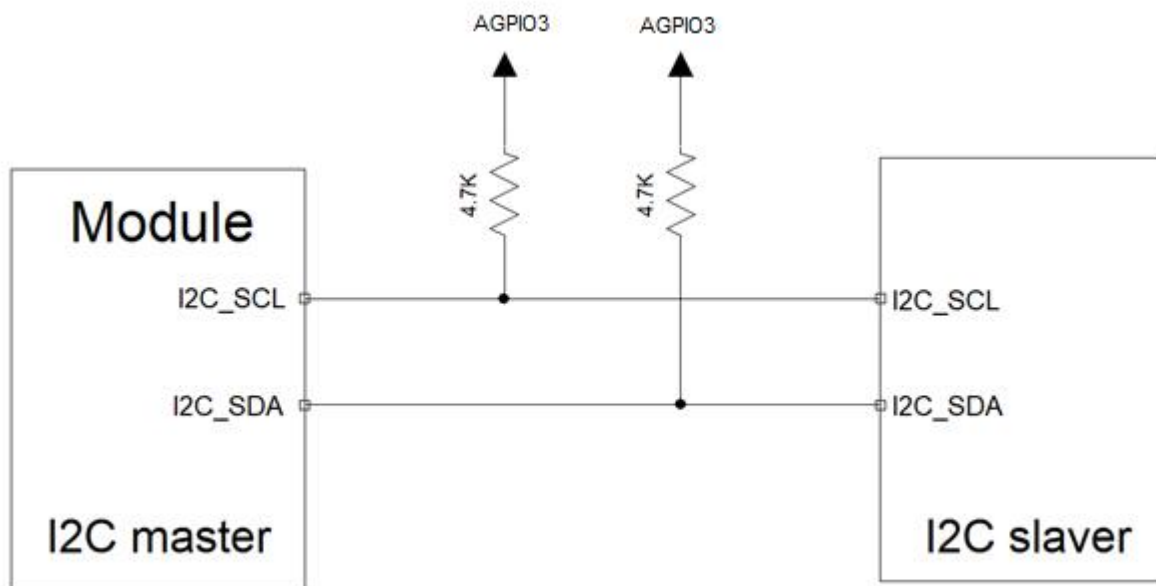 AGPIO3
AGPIO3
4.7K
4.7K
Module
I2C_SCL
I2C_SCL
I2C_SDA
I2C_SDA
I2C master
I2C slaver